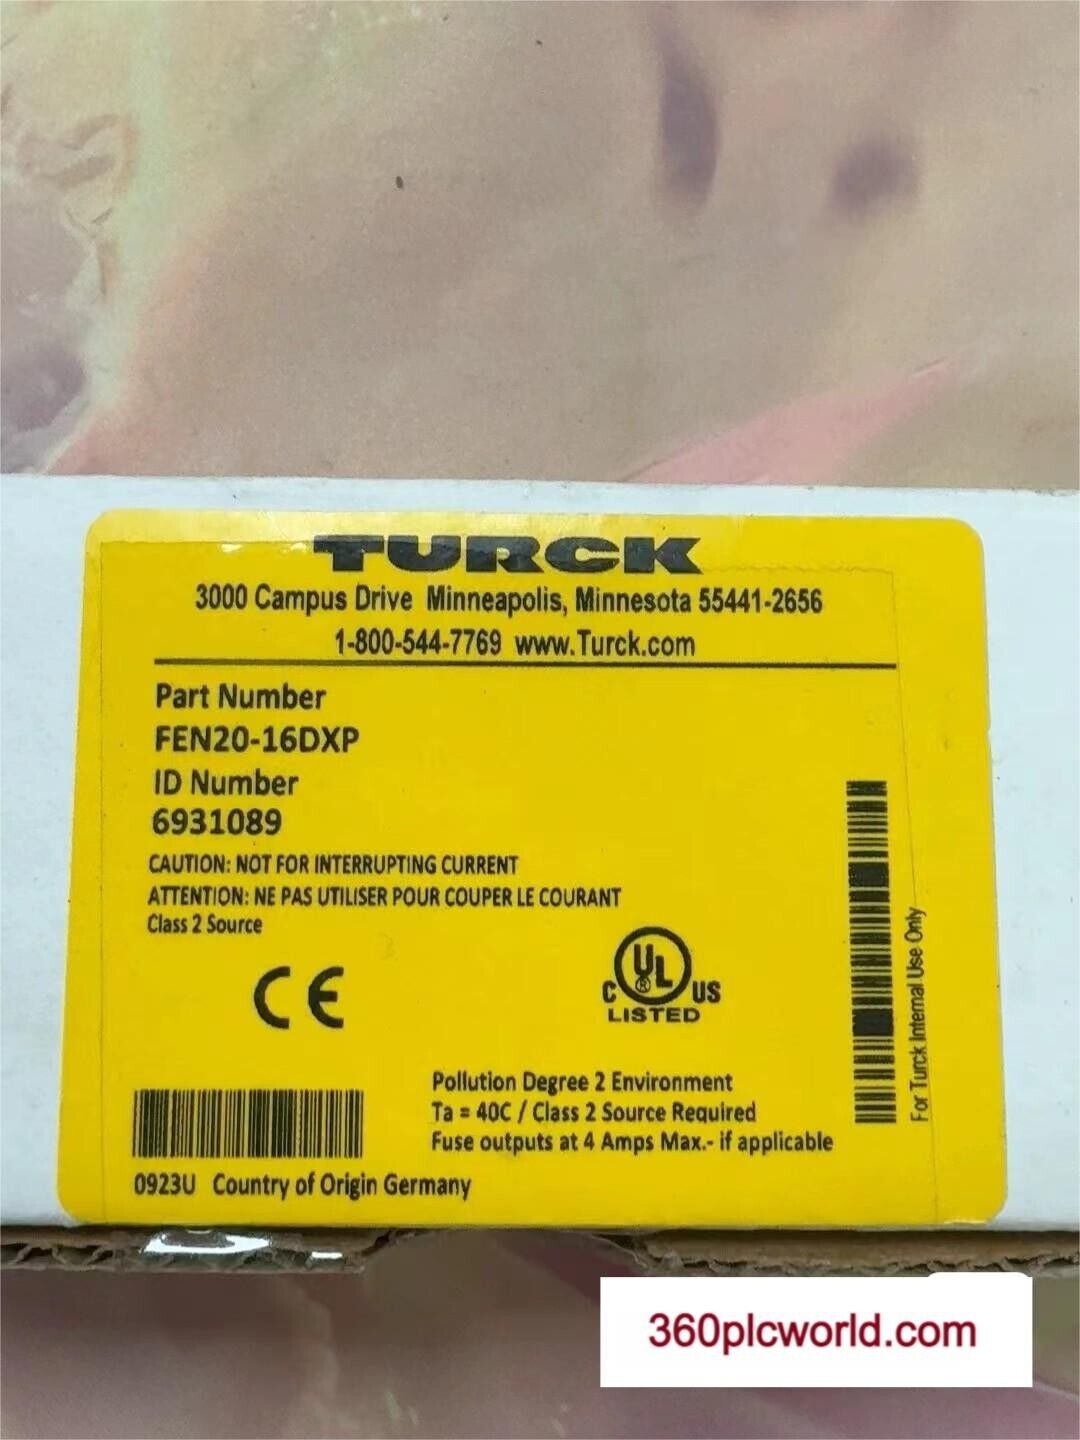 TURCK
3000 Campus Drive Minneapolis, Minnesota 55441-2656
1-800-544-7769 www.Turck.com
Part Number
FEN20-16DXP
ID Number
6931089
CAUTION: NOT FOR INTERRUPTING CURRENT
ATTENTION: NE PAS UTILISER POUR COUPER LE COURANT
Class 2 Source
CE
C UL ® US
LISTED
Pollution Degree 2 Environment
Ta = 40C / Class 2 Source Required
Fuse outputs at 4 Amps Max.- if applicable
0923U Country of Origin Germany
For Turck Internal Use Only
360plcworld.com